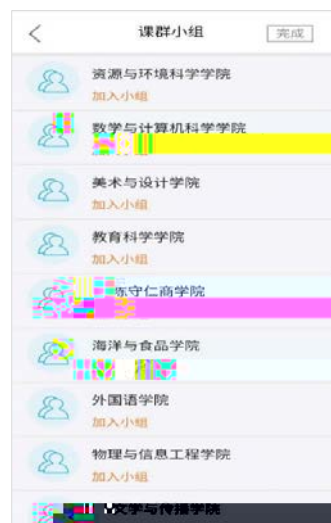 课群小组
完成
资源与环境科学学院
加入小组
数学与计算机科学学院
美术与设计学院
加入小组
教育科学学院
加入小组
陈守仁商学院
海洋与食品学院
外国语学院
加入小组
物理与信息工程学院
加入小组
文学与传播学院